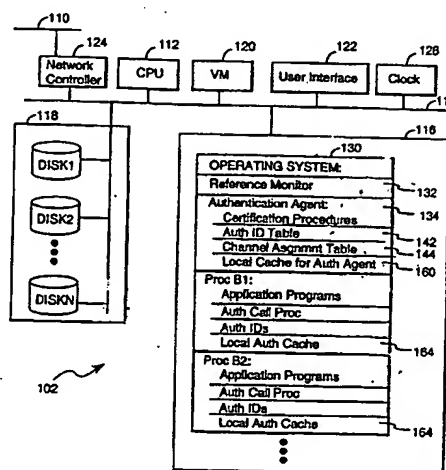 110
124
112
120
122
128
Network Controller
CPU
VM
User Interface
Clock
118
116
DISK1
DISK2
DISKN
102
130
OPERATING SYSTEM:
Reference Monitor
132
Authentication Agent:
134
Certification Procedures
Auth ID Table
142
Channel Asgnmnt Table
144
Local Cache for Auth Agent
160
Proc B1:
Application Programs
Auth Call Proc
Auth IDs
Local Auth Cache
164
Proc B2:
Application Programs
Auth Call Proc
Auth IDs
Local Auth Cache
164